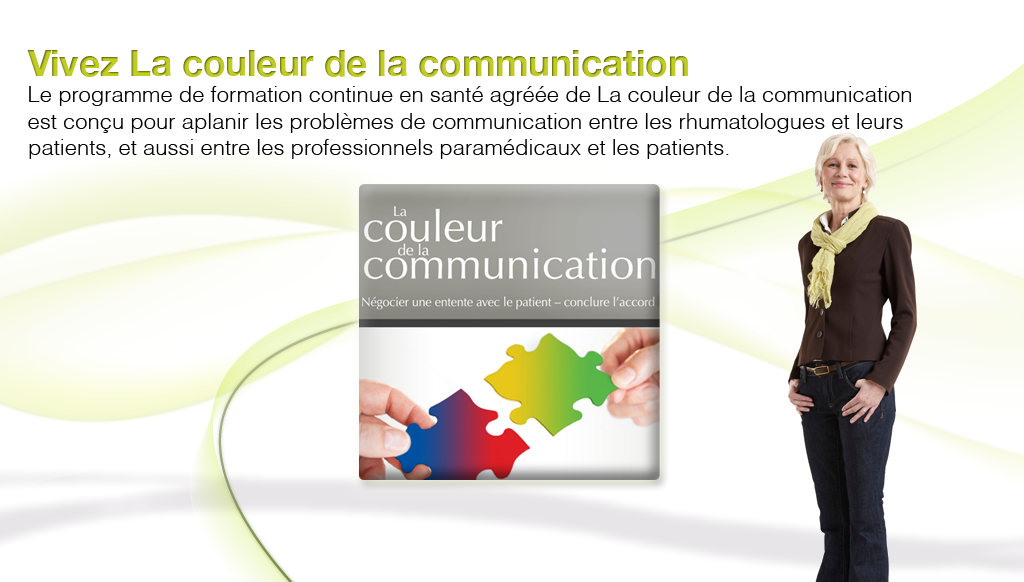 Vivez La couleur de la communication
Le programme de formation continue en santé agréée de La couleur de la communication
est conçu pour aplanir les problèmes de communication entre les rhumatologues et leurs
patients, et aussi entre les professionnels paramédicaux et les patients.
La
couleur
de la
communication
Négocier une entente avec le patient – conclure l'accord